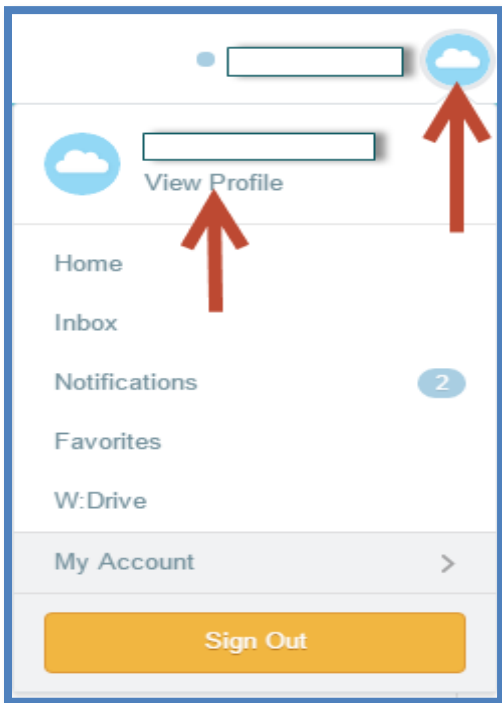 View Profile
Home
Inbox
Notifications
2
Favorites
W:Drive
My Account
Sign Out